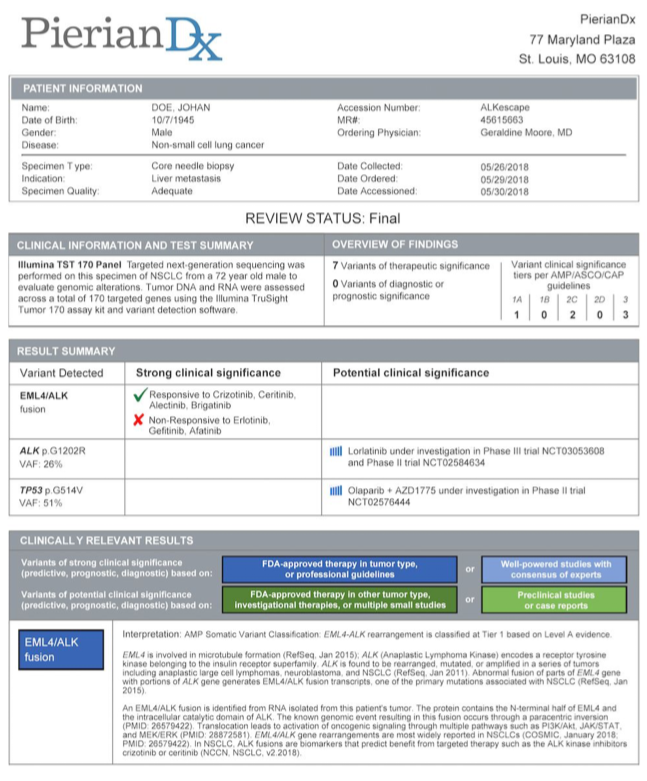 PierianDx
PierianDx
77 Maryland Plaza
St. Louis, MO 63108
PATIENT INFORMATION
Name: DOE, JOHAN Accession Number: ALKescape
Date of Birth: 10/7/1945 MR#: 45615663
Gender: Male Ordering Physician: Geraldine Moore, MD
Disease: Non-small cell lung cancer
Specimen Type: Core needle biopsy Date Collected: 05/26/2018
Indication: Liver metastasis Date Ordered: 05/29/2018
Specimen Quality: Adequate Date Accessioned: 05/30/2018
REVIEW STATUS: Final
CLINICAL INFORMATION AND TEST SUMMARY
Illumina TST 170 Panel Targeted next-generation sequencing was
performed on this specimen of NSCLC from a 72 year old male to
evaluate genomic alterations. Tumor DNA and RNA were assessed
across a total of 170 targeted genes using the Illumina TruSight
Tumor 170 assay kit and variant detection software.
OVERVIEW OF FINDINGS
7 Variants of therapeutic significance
0 Variants of diagnostic or
prognostic significance
Variant clinical significance
tiers per AMP/ASCO/CAP
guidelines
1A 1B 2C 2D 3
1 0 2 0 3
RESULT SUMMARY
Variant Detected Strong clinical significance Potential clinical significance
EML4/ALK
fusion
Responsive to Crizotinib, Ceritinib,
Alectinib, Brigatinib
Non-Responsive to Erlotinib,
Gefitinib, Afatinib
ALK p.G1202R
VAF: 26%
Lorlatinib under investigation in Phase III trial NCT03053608
and Phase II trial NCT02584634
TP53 p.G514V
VAF: 51%
Olaparib + AZD1775 under investigation in Phase II trial
NCT02576444
CLINICALLY RELEVANT RESULTS
Variants of strong clinical significance
(predictive, prognostic, diagnostic) based on:
FDA-approved therapy in tumor type,
or professional guidelines
or
Well-powered studies with
consensus of experts
Variants of potential clinical significance
(predictive, prognostic, diagnostic) based on:
FDA-approved therapy in other tumor type,
investigational therapies, or multiple small studies
or
Preclinical studies
or case reports
EML4/ALK
fusion
Interpretation: AMP Somatic Variant Classification: EML4-ALK rearrangement is classified at Tier 1 based on Level A evidence.
EML4 is involved in microtubule formation (RefSeq, Jan 2015); ALK (Anaplastic Lymphoma Kinase) encodes a receptor tyrosine
kinase belonging to the insulin receptor superfamily. ALK is found to be rearranged, mutated, or amplified in a series of tumors
including anaplastic large cell lymphomas, neuroblastoma, and NSCLC (RefSeq, Jan 2011). Abnormal fusion of parts of EML4 gene
with portions of ALK gene generates EML4/ALK fusion transcripts, one of the primary mutations associated with NSCLC (RefSeq, Jan
2015).
An EML4/ALK fusion is identified from RNA isolated from this patient's tumor. The protein contains the N-terminal half of EML4 and
the intracellular catalytic domain of ALK. The known genomic event resulting in this fusion occurs through a paracentric inversion
(PMID: 26579422). Translocation leads to activation of oncogenic signaling through multiple pathways such as PI3K/Akt, JAK/STAT,
and MEK/ERK (PMID: 28872581). EML4/ALK gene rearrangements are most widely reported in NSCLCs (COSMIC, January 2018;
PMID: 26579422). In NSCLC, ALK fusions are biomarkers that predict benefit from targeted therapy such as the ALK kinase inhibitors
crizotinib or ceritinib (NCCN, NSCLC, v2.2018).